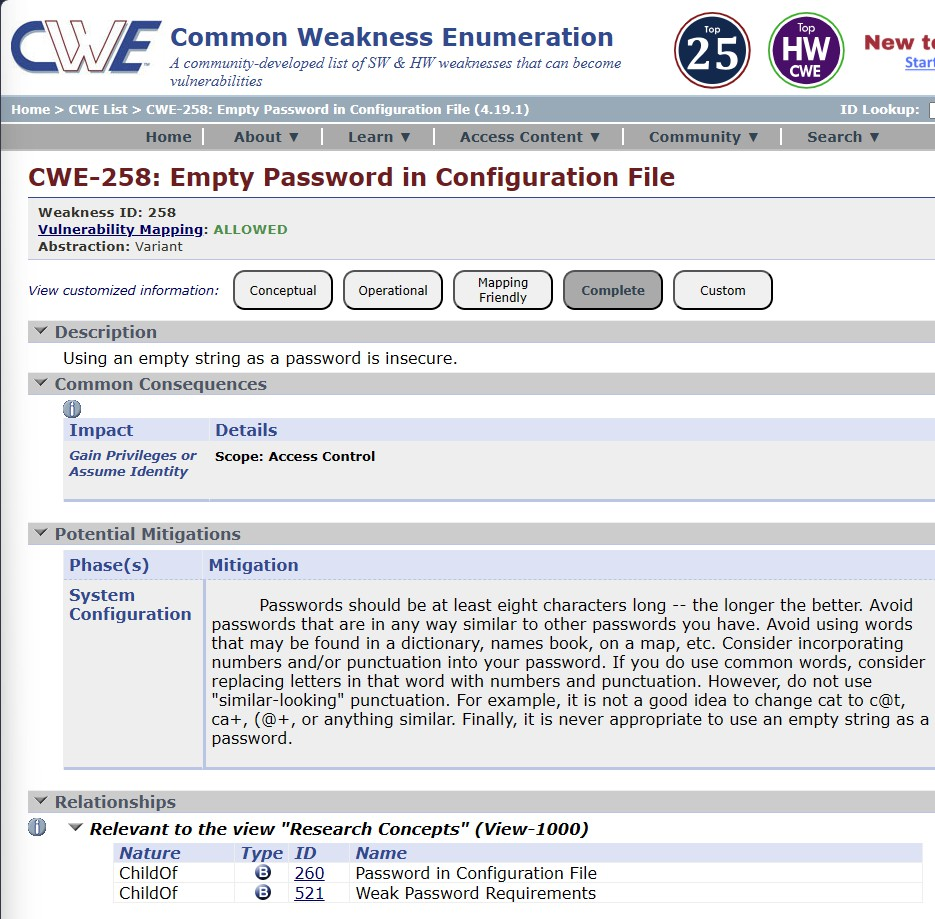 CWE Common Weakness Enumeration
A community-developed list of SW & HW weaknesses that can become
vulnerabilities
Top
25
Top
HW
CWE
New to
Start
Home > CWE List > CWE-258: Empty Password in Configuration File (4.19.1)
ID Lookup:
Home About ▼ Learn ▼ Access Content ▼ Community ▼ Search ▼
CWE-258: Empty Password in Configuration File
Weakness ID: 258
Vulnerability Mapping: ALLOWED
Abstraction: Variant
View customized information:
Conceptual
Operational
Mapping
Friendly
Complete
Custom
Description
Using an empty string as a password is insecure.
Common Consequences
i
Impact Details
Gain Privileges or
Assume Identity
Scope: Access Control
Potential Mitigations
Phase(s) Mitigation
System
Configuration
Passwords should be at least eight characters long -- the longer the better. Avoid
passwords that are in any way similar to other passwords you have. Avoid using words
that may be found in a dictionary, names book, on a map, etc. Consider incorporating
numbers and/or punctuation into your password. If you do use common words, consider
replacing letters in that word with numbers and punctuation. However, do not use
"similar-looking" punctuation. For example, it is not a good idea to change cat to c@t,
ca+, (@+, or anything similar. Finally, it is never appropriate to use an empty string as a
password.
Relationships
i
Relevant to the view "Research Concepts" (View-1000)
Nature Type ID Name
ChildOf B 260 Password in Configuration File
ChildOf B 521 Weak Password Requirements